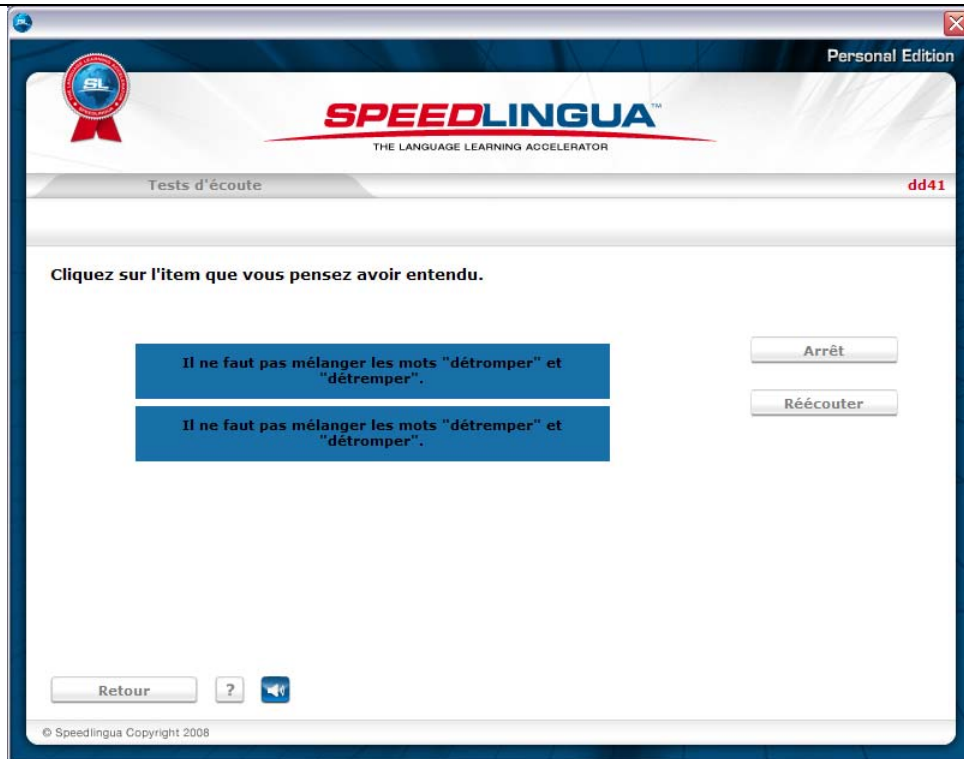 Personal Edition
SL
SPEEDLINGUA™
THE LANGUAGE LEARNING ACCELERATOR
Tests d'écoute
dd41
Cliquez sur l'item que vous pensez avoir entendu.
Il ne faut pas mélanger les mots "détromper" et
"détremper".
Arrêt
Il ne faut pas mélanger les mots "détremper" et
"détromper".
Réécouter
Retour
?
© Speedlingua Copyright 2008